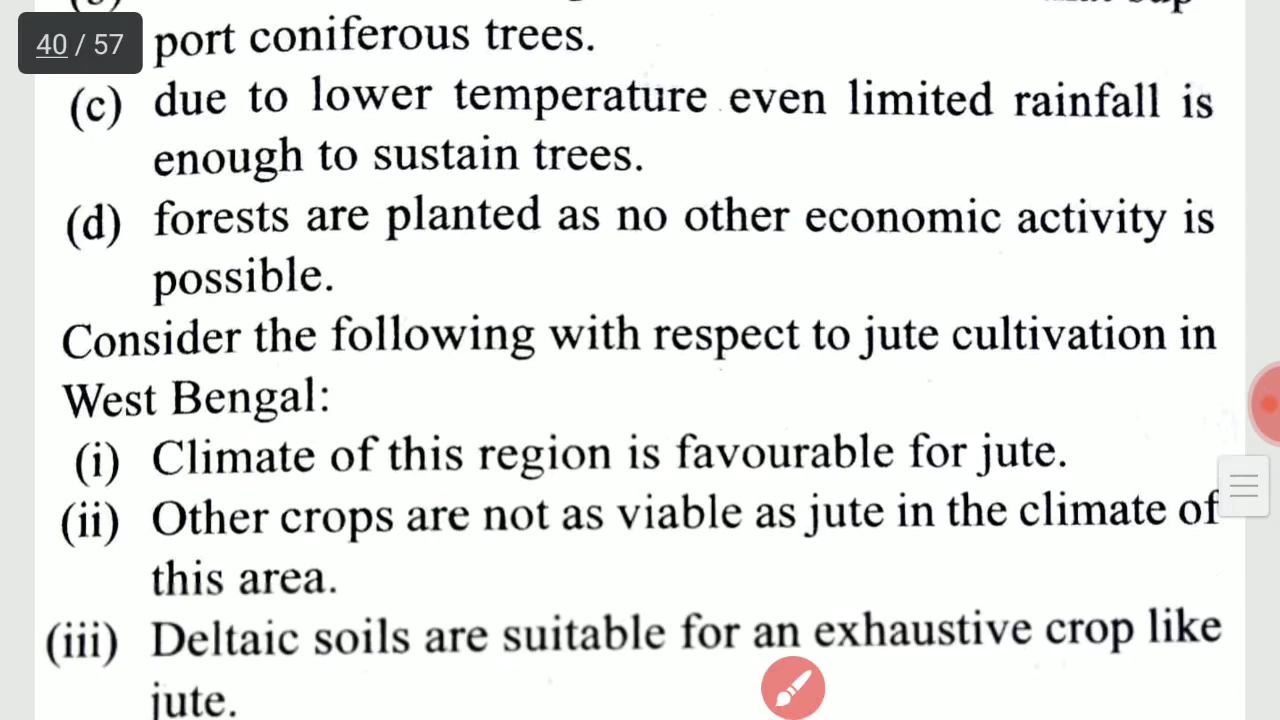 40 / 57
port coniferous trees.
(c) due to lower temperature even limited rainfall is
enough to sustain trees.
(d) forests are planted as no other economic activity is
possible.
Consider the following with respect to jute cultivation in
West Bengal:
(i) Climate of this region is favourable for jute.
(ii) Other crops are not as viable as jute in the climate of
this area.
(iii) Deltaic soils are suitable for an exhaustive crop like
jute.